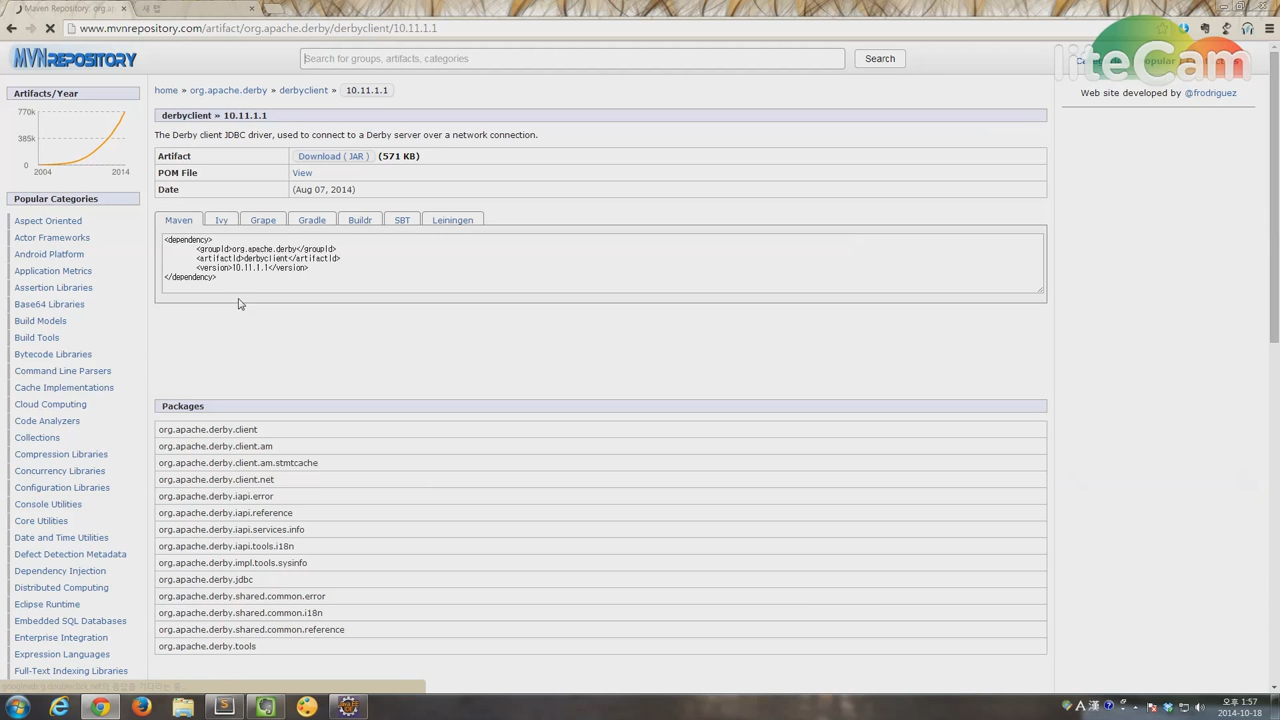 Maven Repository: org.ap
새 탭
www.mvnrepository.com/artifact/org.apache.derby/derbyclient/10.11.1.1
MVNREPOSITORY
Search for groups, artifacts, categories
Search
liteCam
Web site developed by @frodriguez
Artifacts/Year
770k
385k
0
2004
2014
Popular Categories
Aspect Oriented
Actor Frameworks
Android Platform
Application Metrics
Assertion Libraries
Base64 Libraries
Build Models
Build Tools
Bytecode Libraries
Command Line Parsers
Cache Implementations
Cloud Computing
Code Analyzers
Collections
Compression Libraries
Concurrency Libraries
Configuration Libraries
Console Utilities
Core Utilities
Date and Time Utilities
Defect Detection Metadata
Dependency Injection
Distributed Computing
Eclipse Runtime
Embedded SQL Databases
Enterprise Integration
Expression Languages
Full-Text Indexing Libraries
home » org.apache.derby » derbyclient » 10.11.1.1
derbyclient » 10.11.1.1
The Derby client JDBC driver, used to connect to a Derby server over a network connection.
Artifact Download ( JAR ) (571 KB)
POM File View
Date (Aug 07, 2014)
Maven Ivy Grape Gradle Buildr SBT Leiningen
<dependency>
<groupId>org.apache.derby</groupId>
<artifactId>derbyclient</artifactId>
<version>10.11.1.1</version>
</dependency>
Packages
org.apache.derby.client
org.apache.derby.client.am
org.apache.derby.client.am.stmtcache
org.apache.derby.client.net
org.apache.derby.iapi.error
org.apache.derby.iapi.reference
org.apache.derby.iapi.services.info
org.apache.derby.iapi.tools.i18n
org.apache.derby.impl.tools.sysinfo
org.apache.derby.jdbc
org.apache.derby.shared.common.error
org.apache.derby.shared.common.i18n
org.apache.derby.shared.common.reference
org.apache.derby.tools
A 漢
오후 1:57
2014-10-18